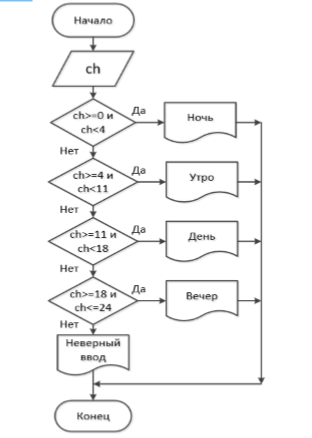 Начало
ch
ch>=0 и
ch<4
Да
Ночь
Нет
ch>=4 и
ch<11
Да
Утро
Нет
ch>=11 и
ch<18
Да
День
Нет
ch>=18 и
ch<=24
Да
Вечер
Нет
Неверный
ввод
Конец